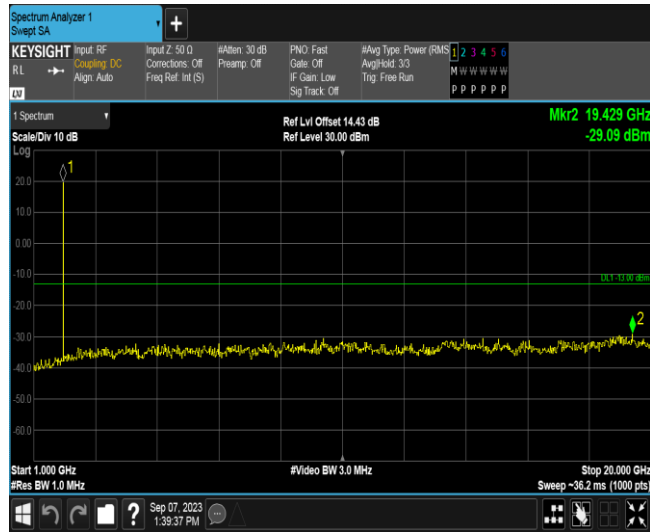 Spectrum Analyzer 1
Swept SA
+
KEYSIGHT
RL
LXI
Input: RF
Coupling: DC
Align: Auto
Input Z: 50 Ω
Corrections: Off
Freq Ref: Int (S)
#Atten: 30 dB
Preamp: Off
PNO: Fast
Gate: Off
IF Gain: Low
Sig Track: Off
#Avg Type: Power (RMS
Avg|Hold: 3/3
Trig: Free Run
1 2 3 4 5 6
M W W W W W
P P P P P P
1 Spectrum
Scale/Div 10 dB
Ref Lvl Offset 14.43 dB
Ref Level 30.00 dBm
Mkr2 19.429 GHz
-29.09 dBm
Log
1
20.0
10.0
0.00
-10.0
DL1 -13.00 dBm
-20.0
2
-30.0
-40.0
-50.0
-60.0
Start 1.000 GHz
#Video BW 3.0 MHz
Stop 20.000 GHz
#Res BW 1.0 MHz
Sweep ~36.2 ms (1000 pts)
?
Sep 07, 2023
1:39:37 PM